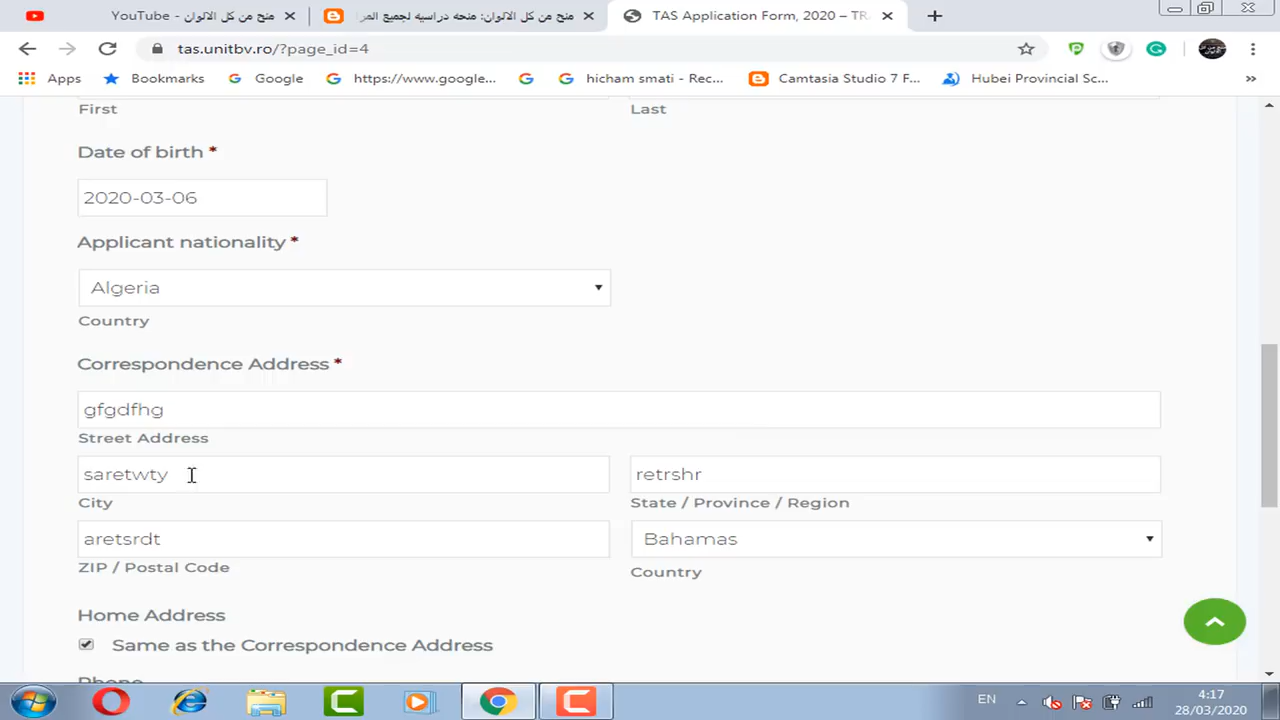 YouTube - منح من كل الالوان
منح من كل الالوان: منحه دراسيه لجميع المرا
TAS Application Form, 2020 – TR
tas.unitbv.ro/?page_id=4
Apps
Bookmarks
Google
https://www.google...
hicham smati - Rec...
Camtasia Studio 7 F...
Hubei Provincial Sc...
»
First
Last
Date of birth *
2020-03-06
Applicant nationality *
Algeria
Country
Correspondence Address *
gfgdfhg
Street Address
saretwty
retrshr
City
State / Province / Region
aretsrdt
Bahamas
ZIP / Postal Code
Country
Home Address
Same as the Correspondence Address
Phone
EN
4:17
28/03/2020